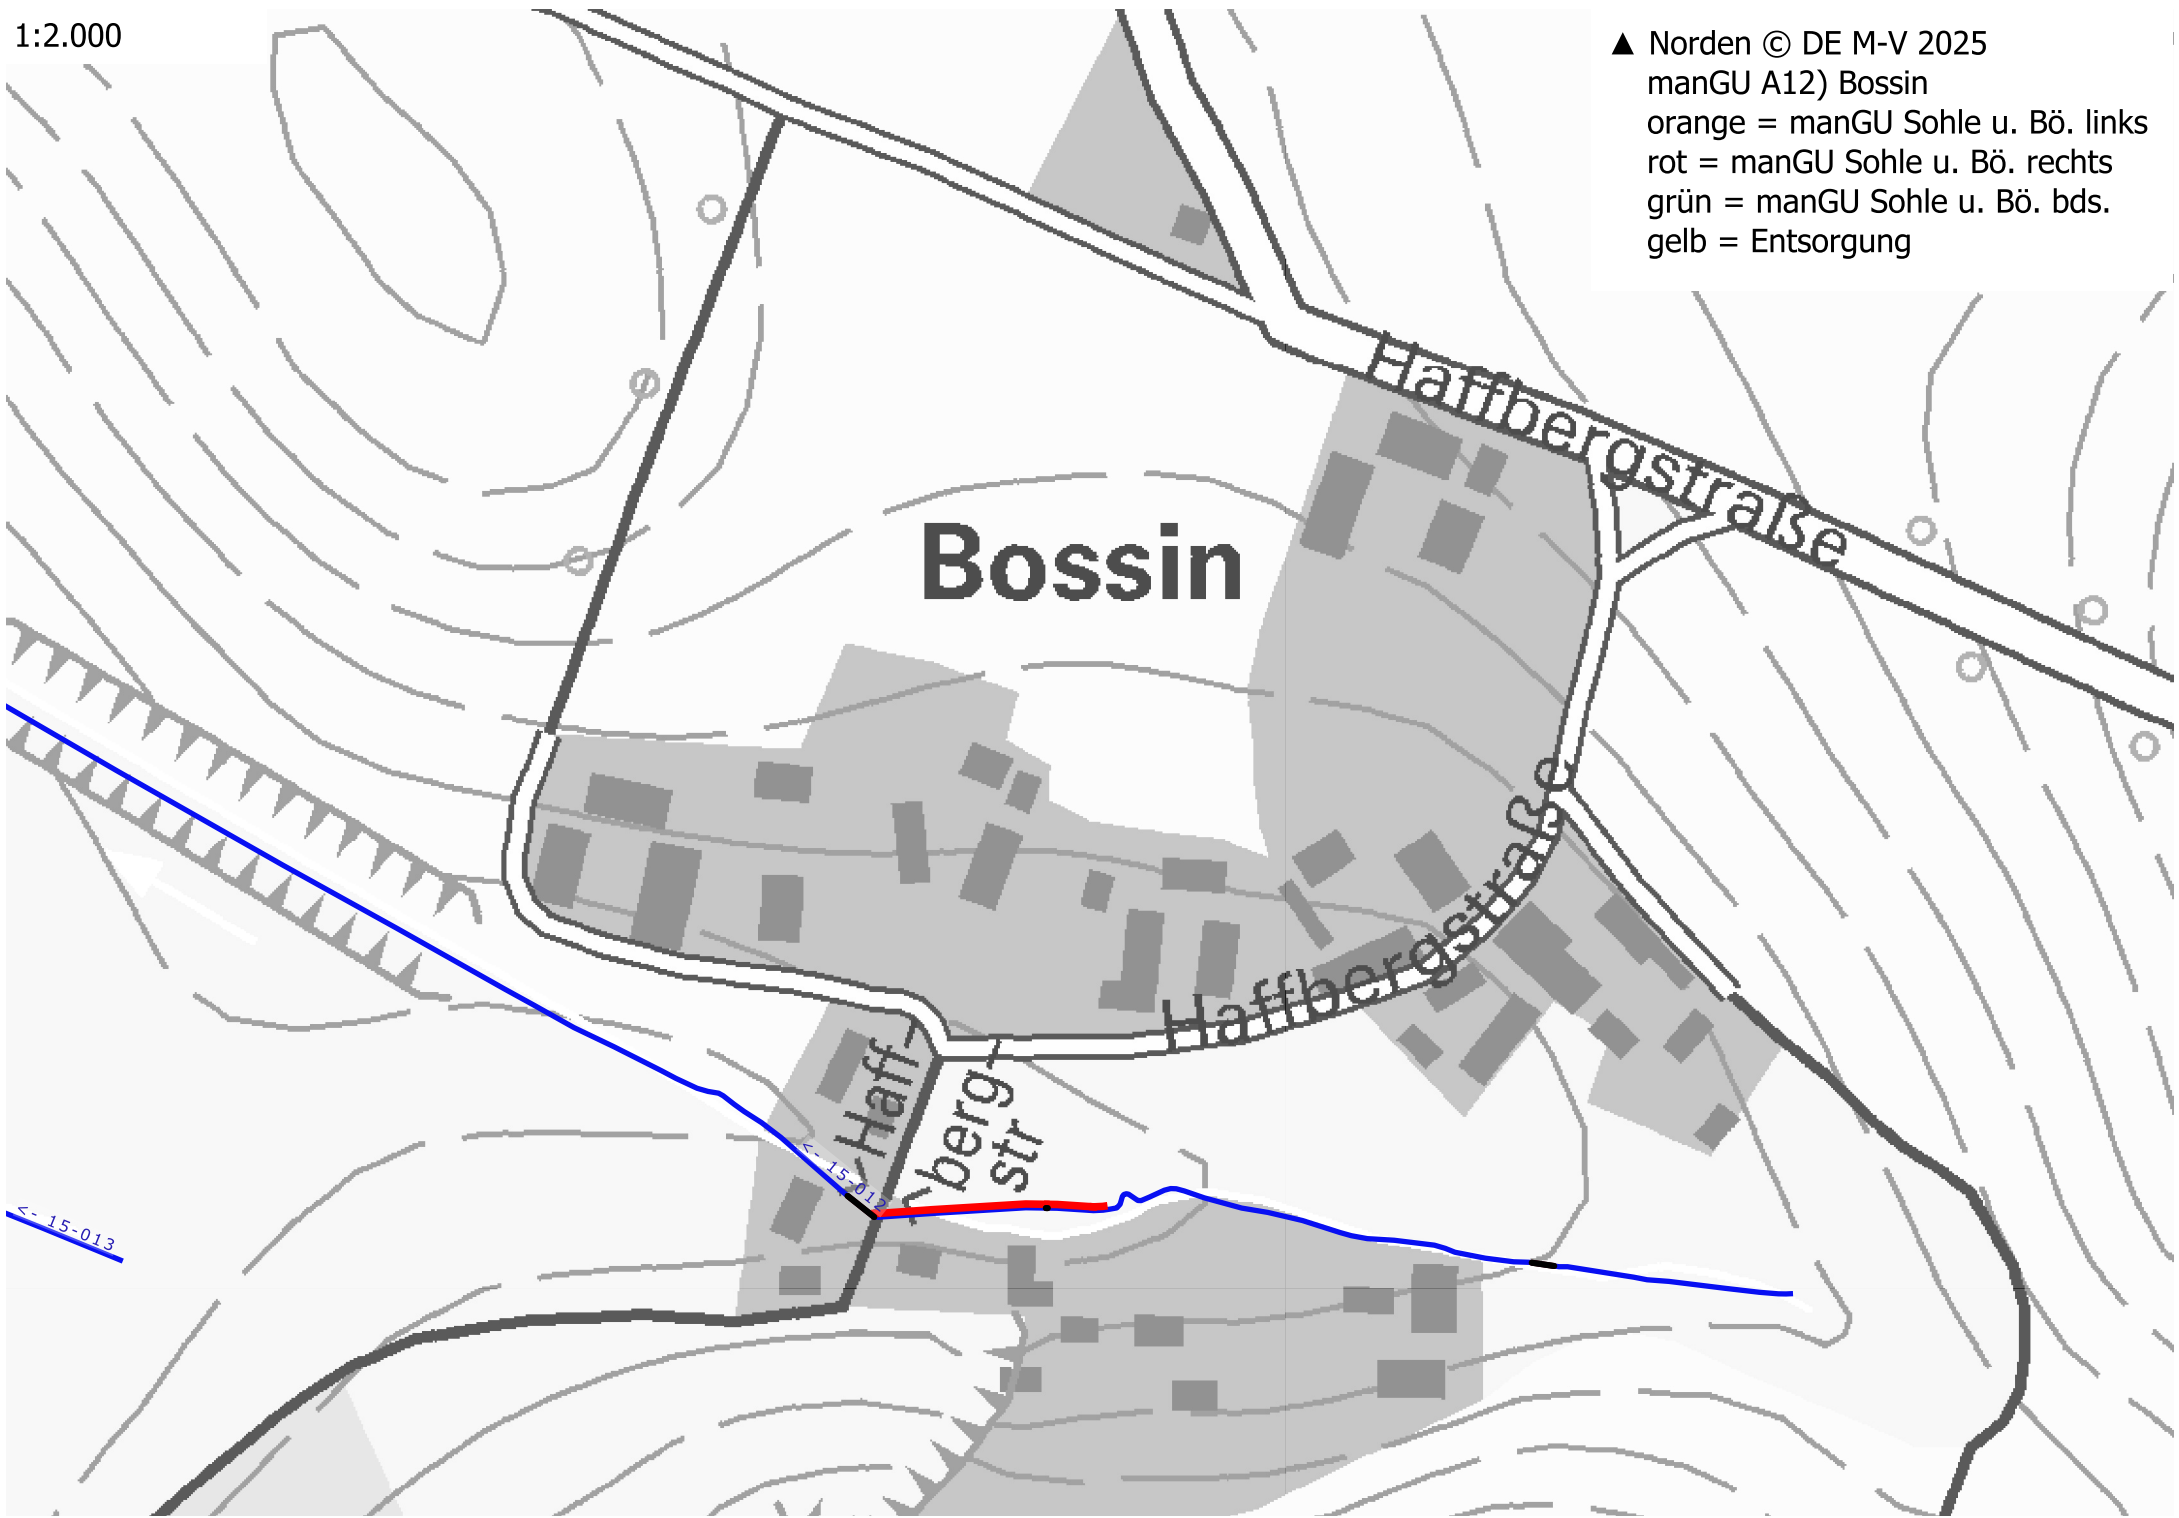 1:2.000
▲ Norden © DE M-V 2025
manGU A12) Bossin
orange = manGU Sohle u. Bö. links
rot = manGU Sohle u. Bö. rechts
grün = manGU Sohle u. Bö. bds.
gelb = Entsorgung
Haffbergstraße
Bossin
Haffbergstraße
Haff-
berg-
str
<- 15-012
<- 15-013